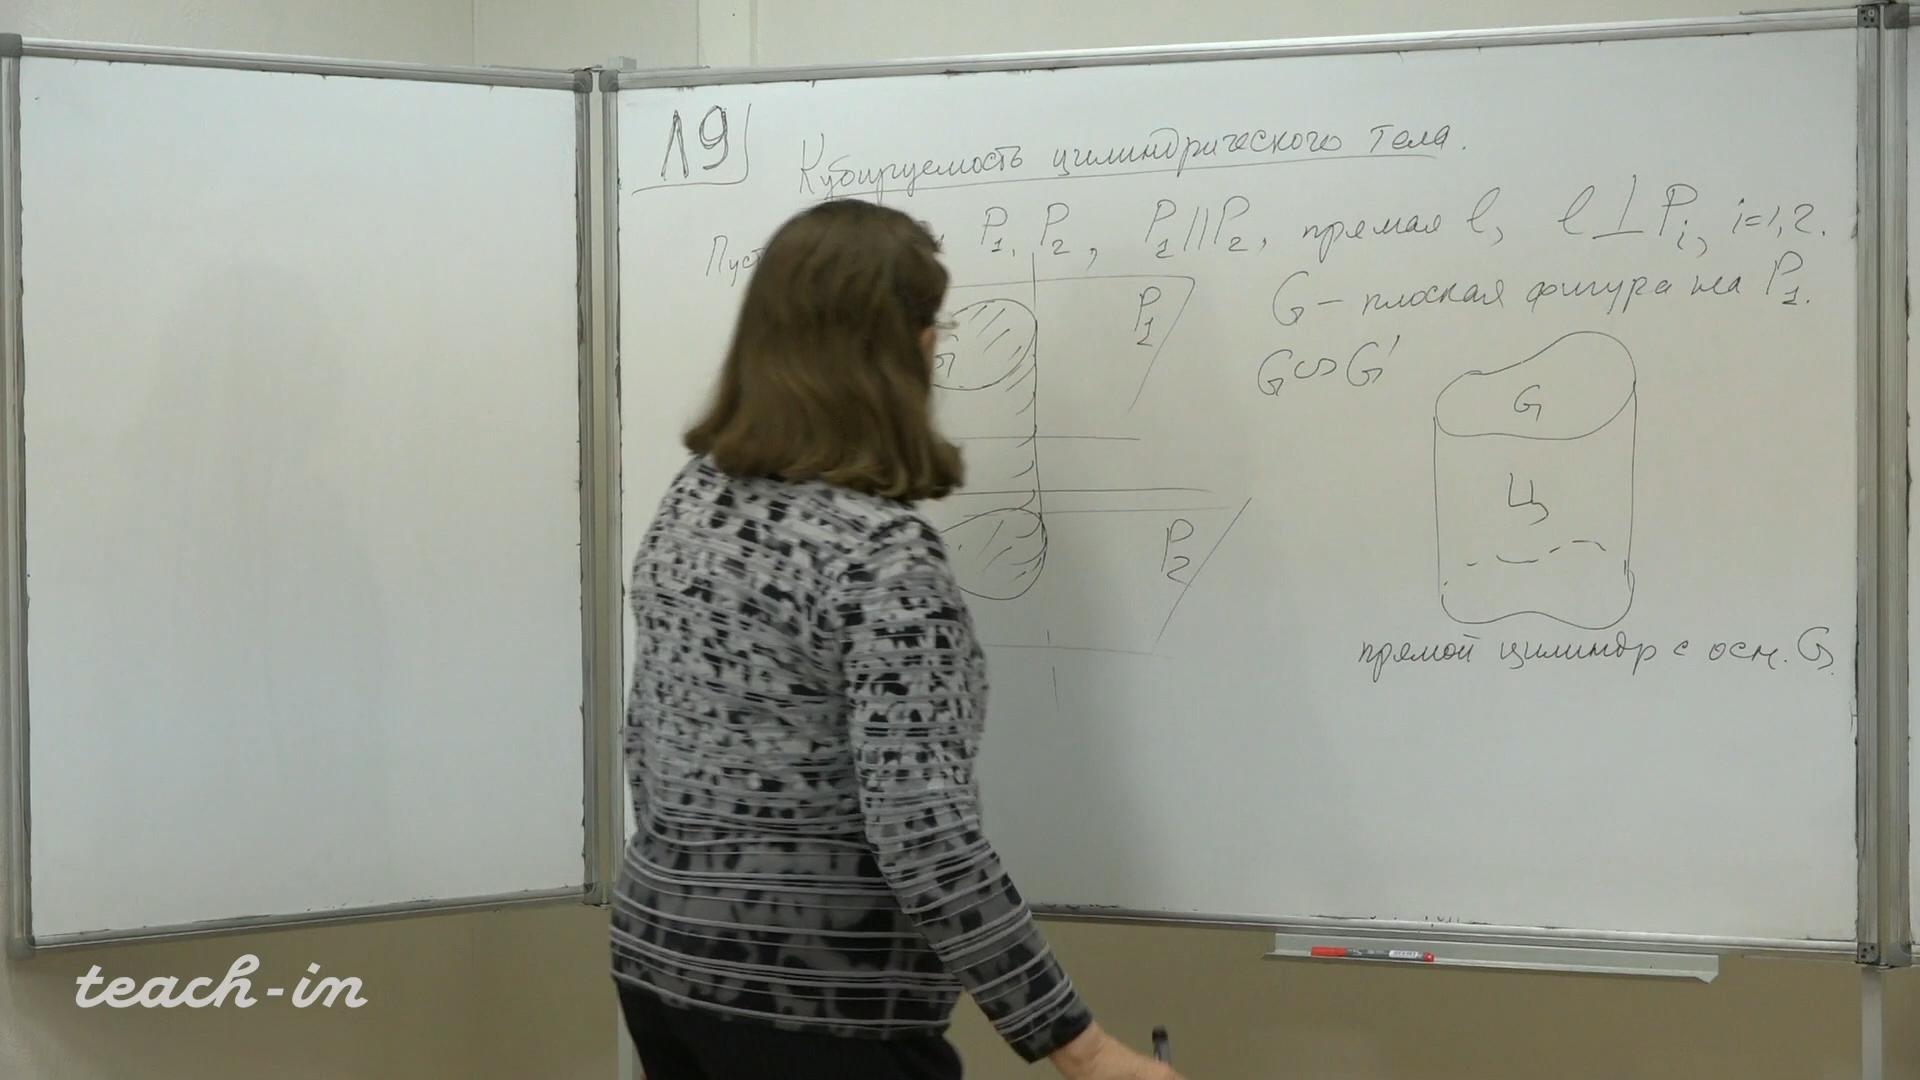 Л9
Кубируемость цилиндрического тела.
Пуст P₁, P₂, P₁ || P₂, прямая l, l ⊥ Pᵢ, i=1,2.
G – плоская фигура на P₁.
P₁
G ↔ G'
G
G
Ц
P₂
прямой цилиндр с осн. G
teach-in